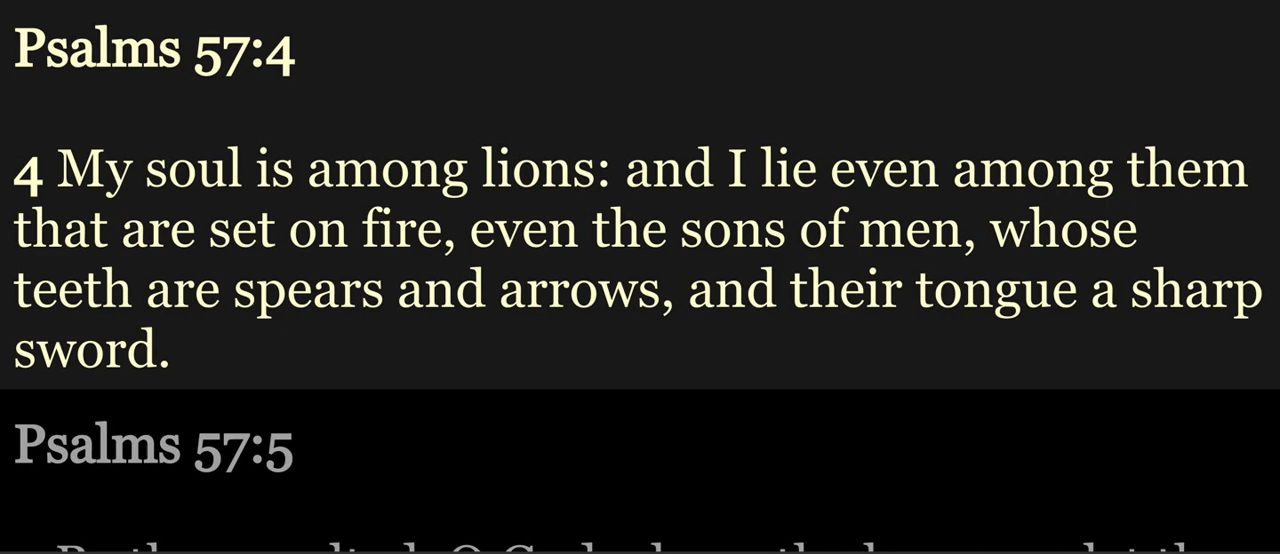 Psalms 57:4
4 My soul is among lions: and I lie even among them
that are set on fire, even the sons of men, whose
teeth are spears and arrows, and their tongue a sharp
sword.
Psalms 57:5